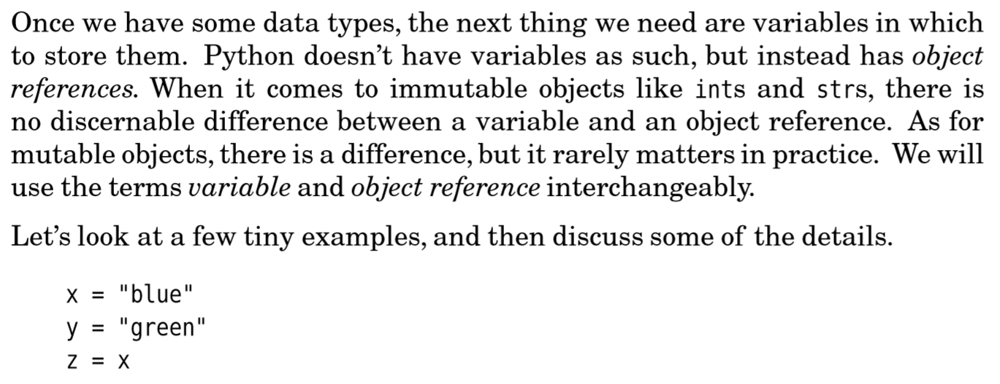 Once we have some data types, the next thing we need are variables in which
to store them. Python doesn’t have variables as such, but instead has object
references. When it comes to immutable objects like ints and strs, there is
no discernable difference between a variable and an object reference. As for
mutable objects, there is a difference, but it rarely matters in practice. We will
use the terms variable and object reference interchangeably.
Let’s look at a few tiny examples, and then discuss some of the details.
x = "blue"
y = "green"
z = x